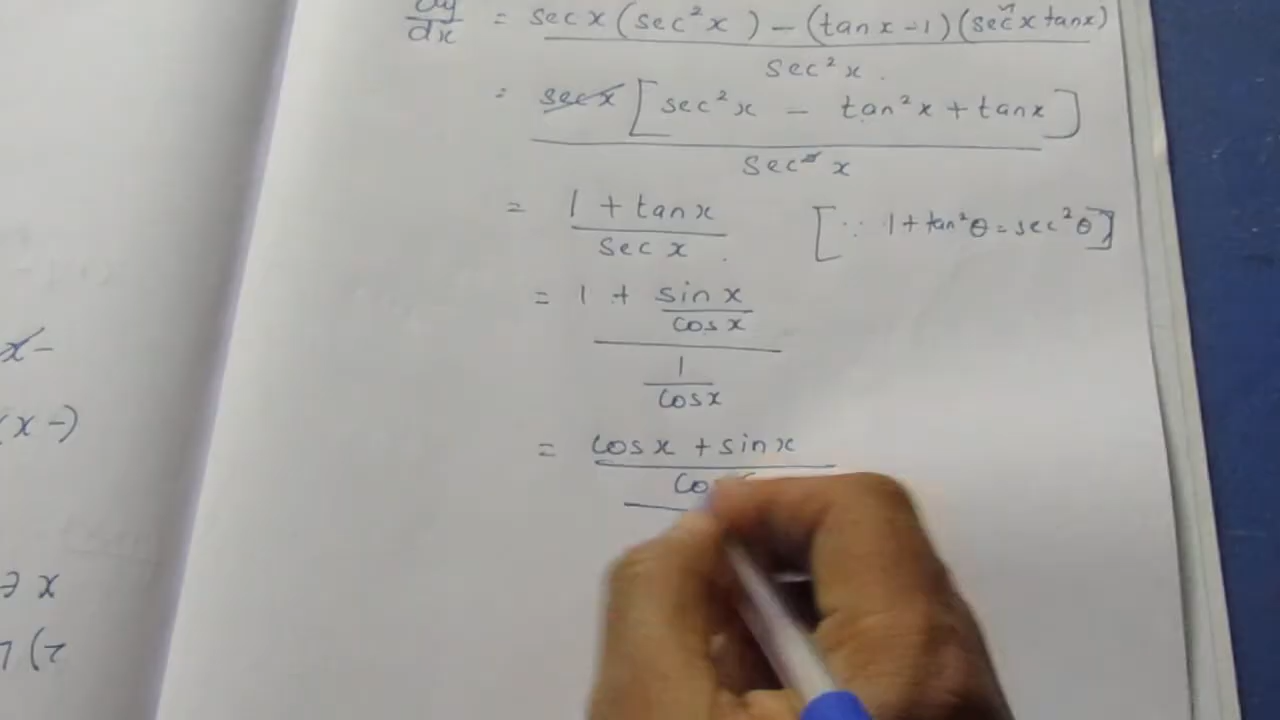 dy/dx = sec x (sec² x) − (tan x − 1)(sec x tan x)
sec² x
= sec x [sec² x − tan² x + tan x]
sec² x
= 1 + tan x [∵ 1 + tan² θ = sec² θ]
sec x
= 1 + sin x
cos x
1
cos x
= cos x + sin x
cos
x −
(x −)
x